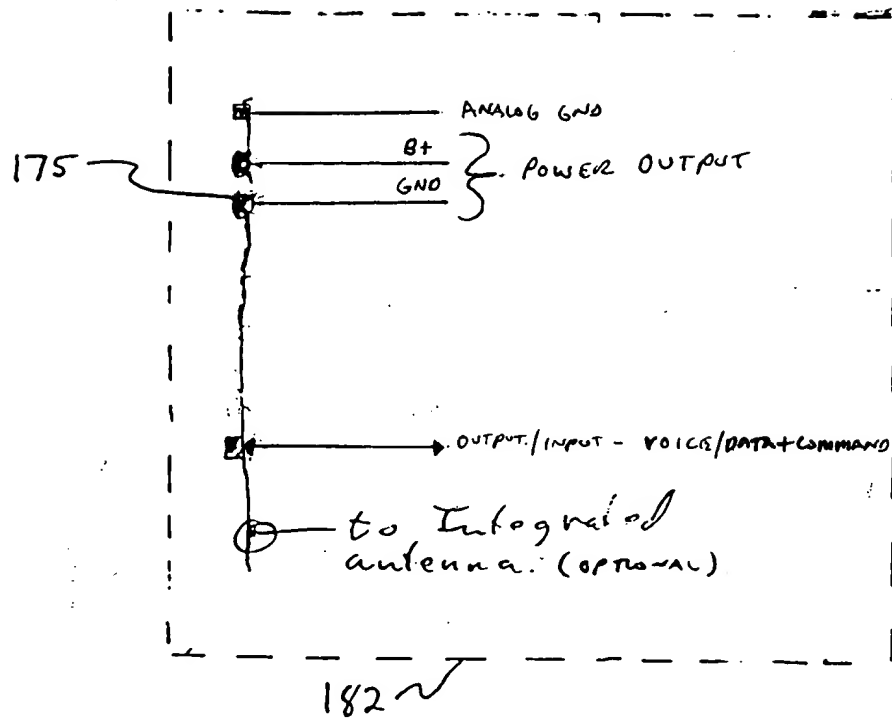 ANALOG GND
B+
POWER OUTPUT
GND
175
OUTPUT/INPUT - VOICE/DATA+COMMAND
to Integrated
antenna. (OPTIONAL)
182